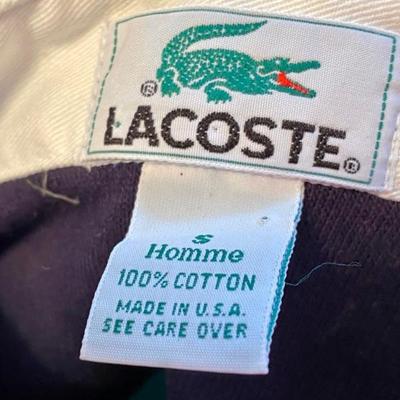 ® LACOSTE®
S
Homme
100% COTTON
MADE IN U.S.A.
SEE CARE OVER